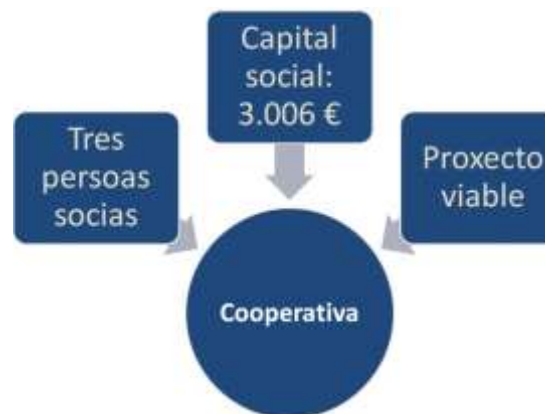 Tres
persoas
socias
Capital
social:
3.006 €
Proxecto
viable
Cooperativa